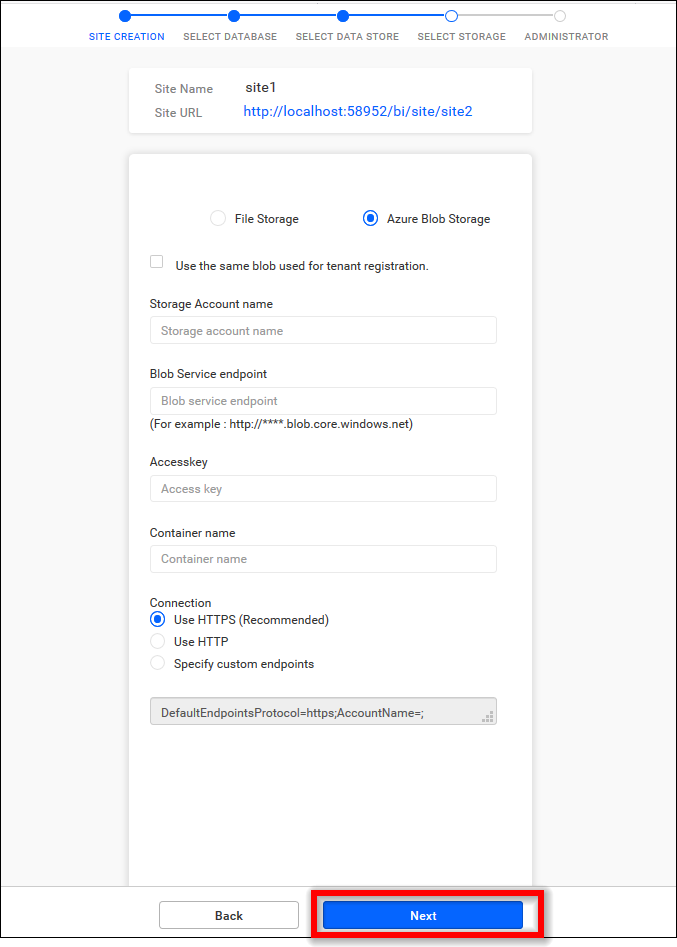 SITE CREATION SELECT DATABASE SELECT DATA STORE SELECT STORAGE ADMINISTRATOR
Site Name site1
Site URL http://localhost:58952/bi/site/site2
File Storage Azure Blob Storage
Use the same blob used for tenant registration.
Storage Account name
Storage account name
Blob Service endpoint
Blob service endpoint
(For example : http://****.blob.core.windows.net)
Accesskey
Access key
Container name
Container name
Connection
Use HTTPS (Recommended)
Use HTTP
Specify custom endpoints
DefaultEndpointsProtocol=https;AccountName=;
Back Next